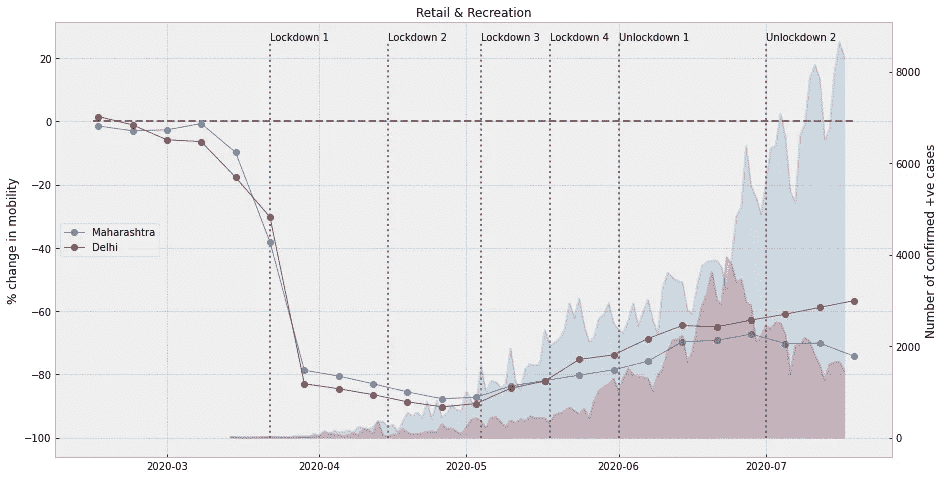 Retail & Recreation
Lockdown 1
Lockdown 2
Lockdown 3
Lockdown 4
Unlockdown 1
Unlockdown 2
20
0
−20
−40
−60
−80
−100
% change in mobility
Maharashtra
Delhi
8000
6000
4000
2000
0
Number of confirmed +ve cases
2020-03
2020-04
2020-05
2020-06
2020-07